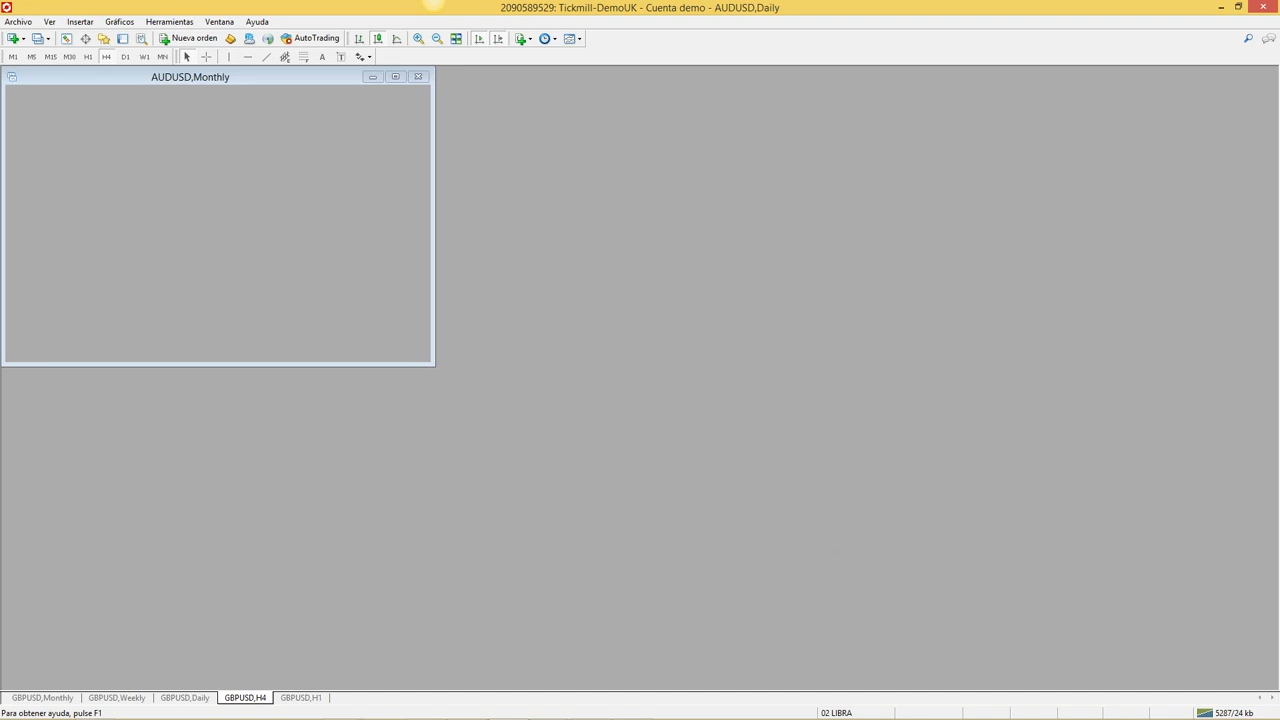 2090589529: Tickmill-DemoUK - Cuenta demo - AUDUSD,Daily
Archivo Ver Insertar Gráficos Herramientas Ventana Ayuda
Nueva orden AutoTrading
M1 M5 M15 M30 H1 H4 D1 W1 MN A T
AUDUSD,Monthly
GBPUSD,Monthly GBPUSD,Weekly GBPUSD,Daily GBPUSD,H4 GBPUSD,H1
Para obtener ayuda, pulse F1 02 LIBRA 5287/24 kb